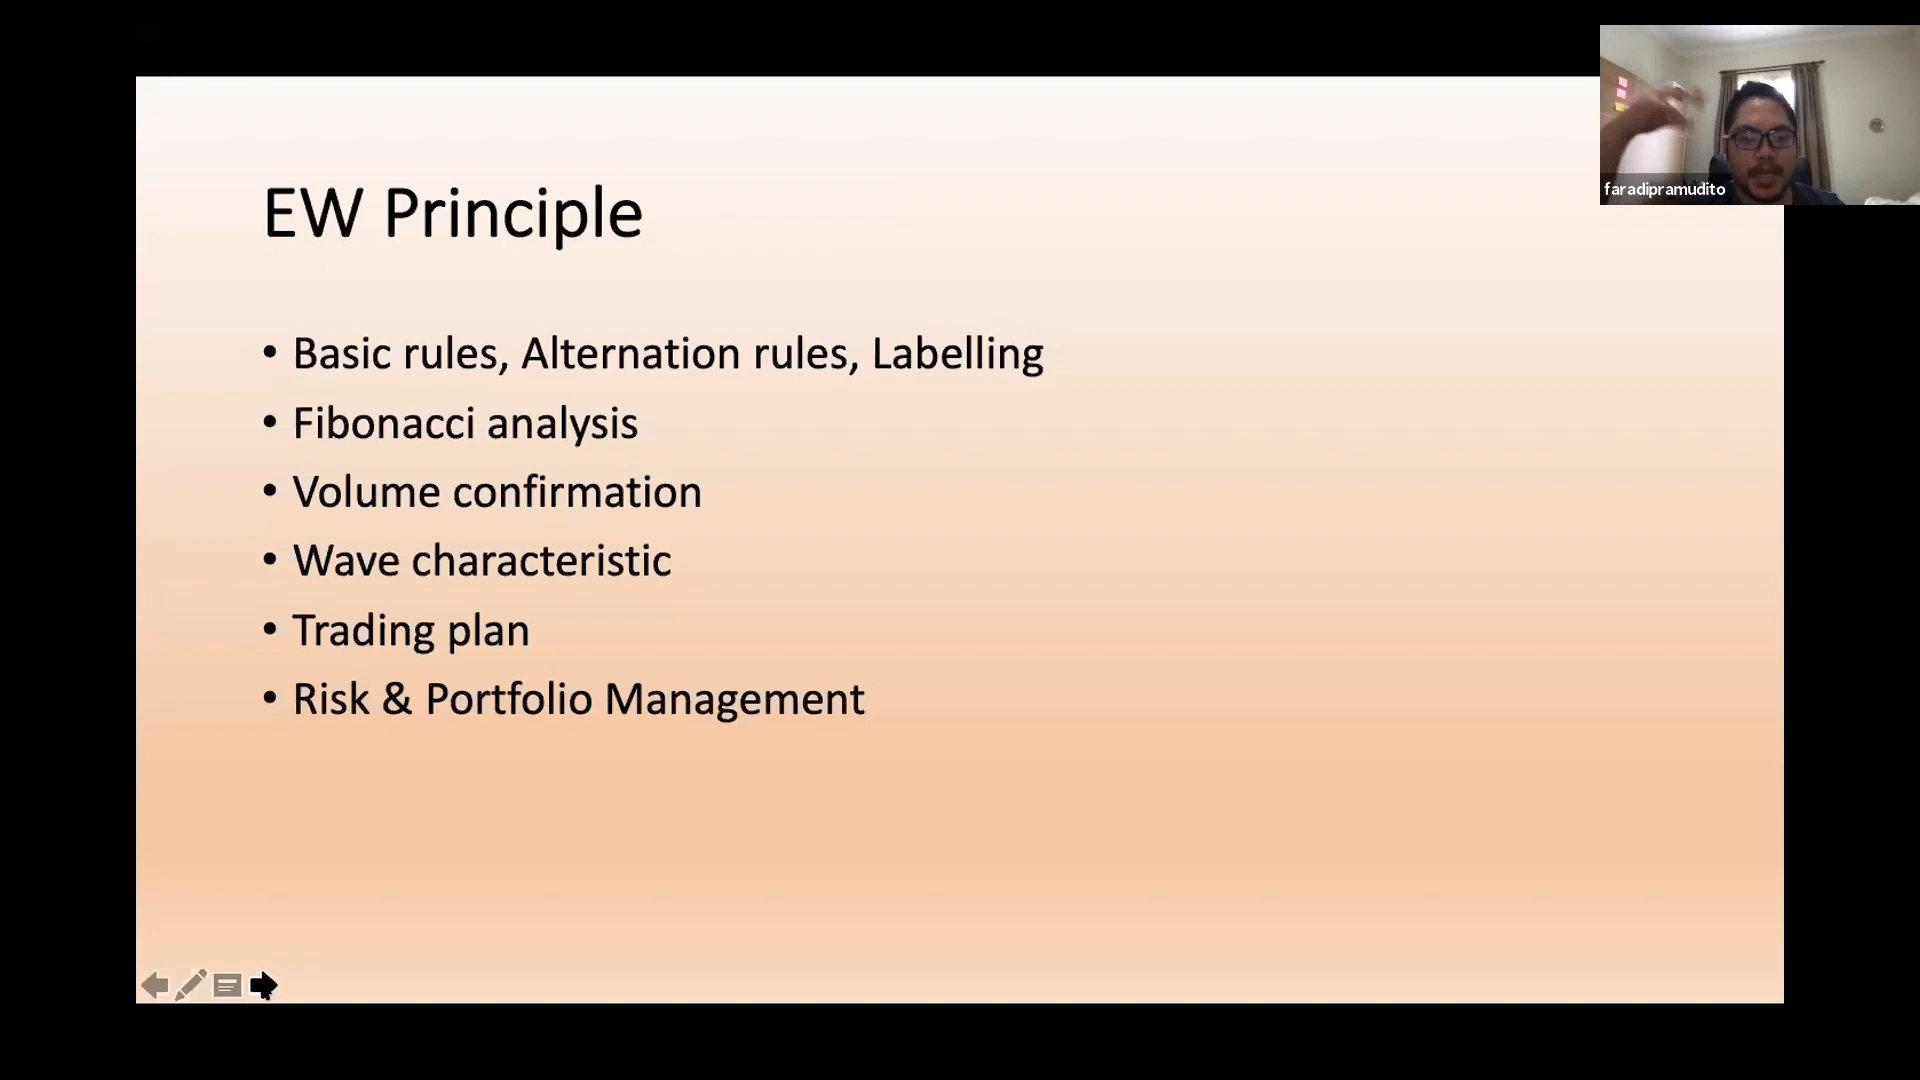 faradipramudito
EW Principle
• Basic rules, Alternation rules, Labelling
• Fibonacci analysis
• Volume confirmation
• Wave characteristic
• Trading plan
• Risk & Portfolio Management